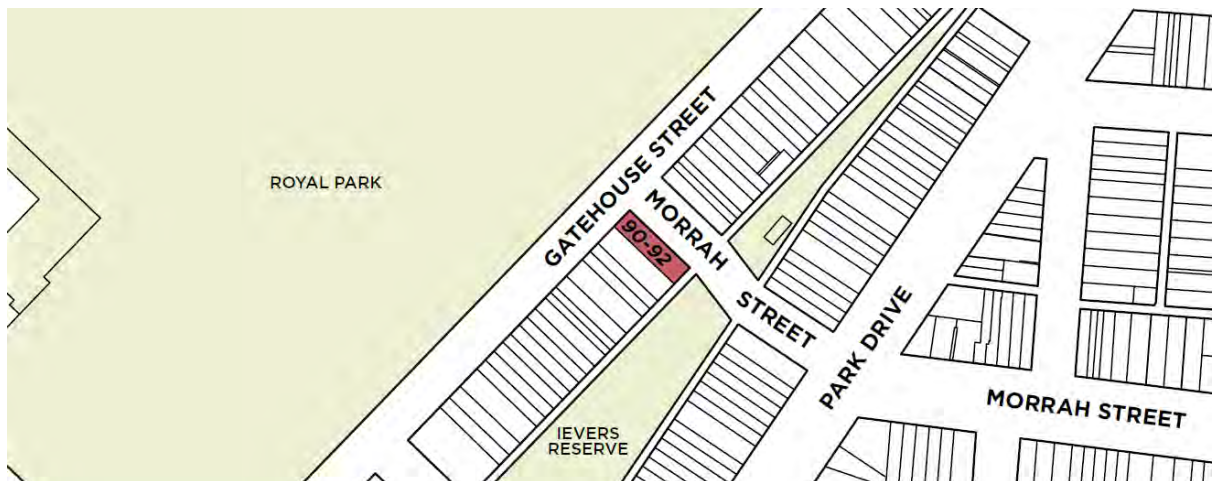 ROYAL PARK
GATEHOUSE STREET
MORRAH
STREET
90-92
PARK DRIVE
MORRAH STREET
IEVERS
RESERVE